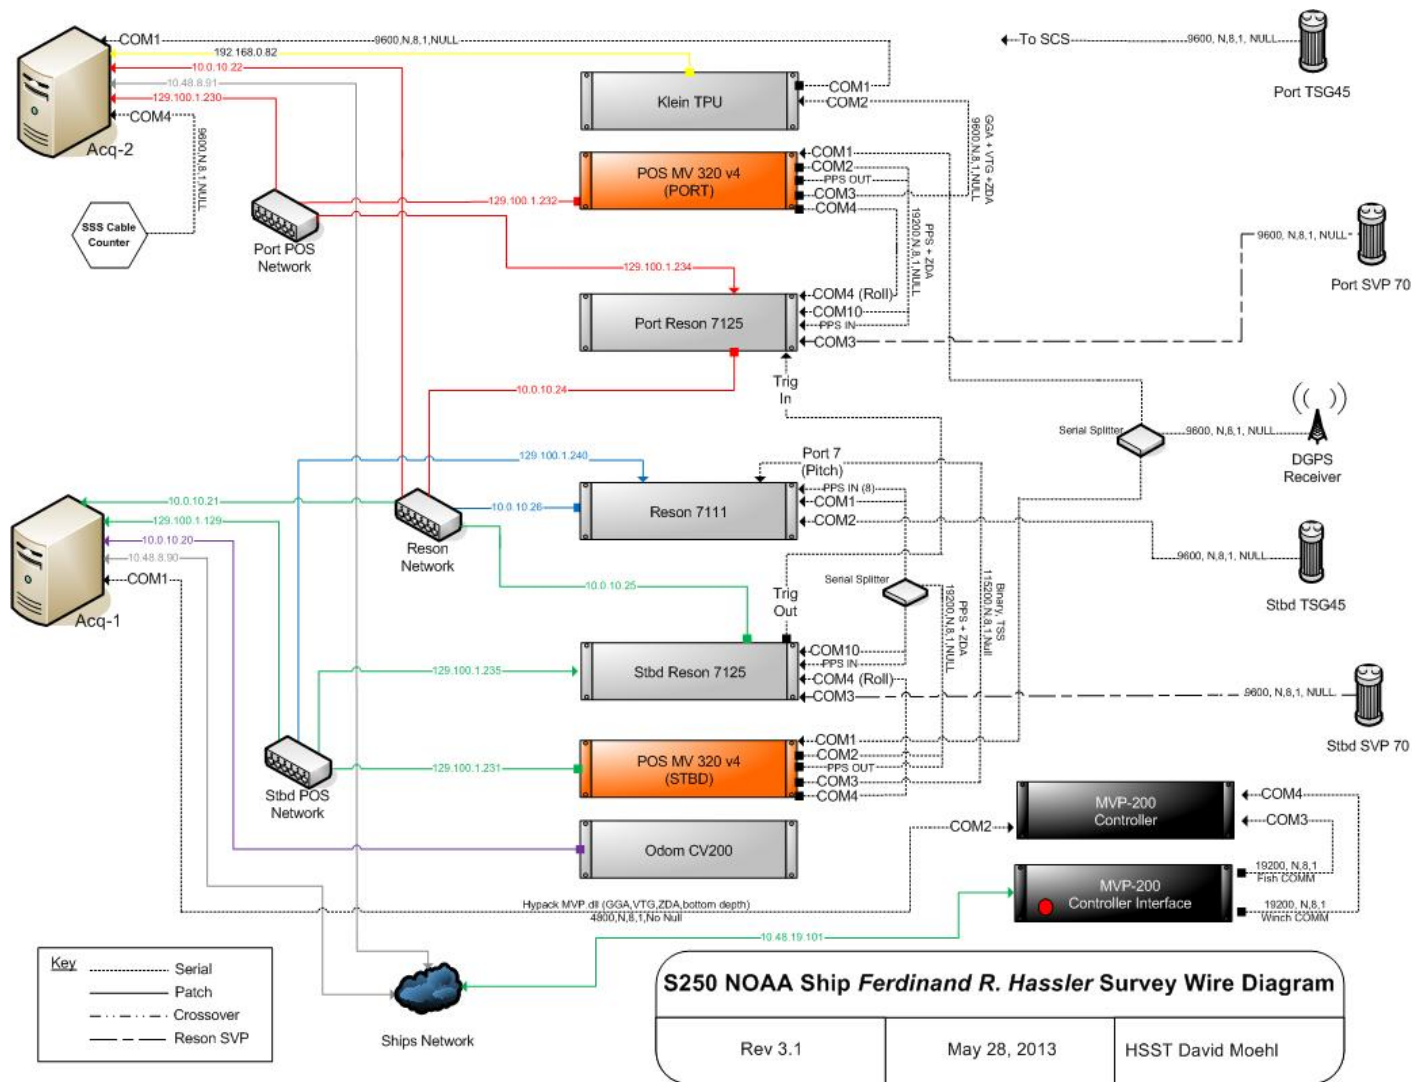 COM1
9600,N,8,1,NULL
192.168.0.82
10.0.10.22
10.48.8.91
129.100.1.230
COM4
Acq-2
9600,N,8,1,NULL
SSS Cable
Counter
Port POS
Network
Klein TPU
COM1
COM2
GGA + VTG +ZDA
9600,N,8,1,NULL
To SCS
9600, N,8,1, NULL
Port TSG45
POS MV 320 v4
(PORT)
COM1
COM2
PPS OUT
COM3
COM4
129.100.1.232
PPS + ZDA
19200,N,8,1,NULL
9600, N,8,1, NULL
Port SVP 70
129.100.1.234
Port Reson 7125
COM4 (Roll)
COM10
PPS IN
COM3
Trig
In
10.0.10.24
Serial Splitter
9600, N,8,1, NULL
DGPS
Receiver
129.100.1.240
Port 7
(Pitch)
10.0.10.21
129.100.1.129
10.0.10.20
10.48.8.90
COM1
Acq-1
Reson
Network
10.0.10.26
Reson 7111
PPS IN (8)
COM1
COM2
9600, N,8,1, NULL
Stbd TSG45
10.0.10.25
Trig
Out
Serial Splitter
PPS + ZDA
19200,N,8,1,NULL
Binary, TSS
115200,N,8,1,Null
129.100.1.235
Stbd Reson 7125
COM10
PPS IN
COM4 (Roll)
COM3
9600, N,8,1, NULL
Stbd SVP 70
Stbd POS
Network
129.100.1.231
POS MV 320 v4
(STBD)
COM1
COM2
PPS OUT
COM3
COM4
Odom CV200
COM2
MVP-200
Controller
COM4
COM3
MVP-200
Controller Interface
19200, N,8,1
Fish COMM
19200, N,8,1
Winch COMM
Hypack MVP.dll (GGA,VTG,ZDA,bottom depth)
4800,N,8,1,No Null
10.48.19.101
Ships Network
Key
Serial
Patch
Crossover
Reson SVP
S250 NOAA Ship Ferdinand R. Hassler Survey Wire Diagram
Rev 3.1
May 28, 2013
HSST David Moehl